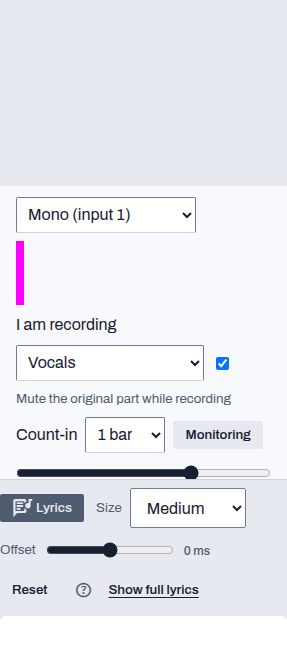 Mono (input 1)
I am recording
Vocals
Mute the original part while recording
Count-in 1 bar Monitoring
Lyrics Size Medium
Offset 0 ms
Reset ? Show full lyrics